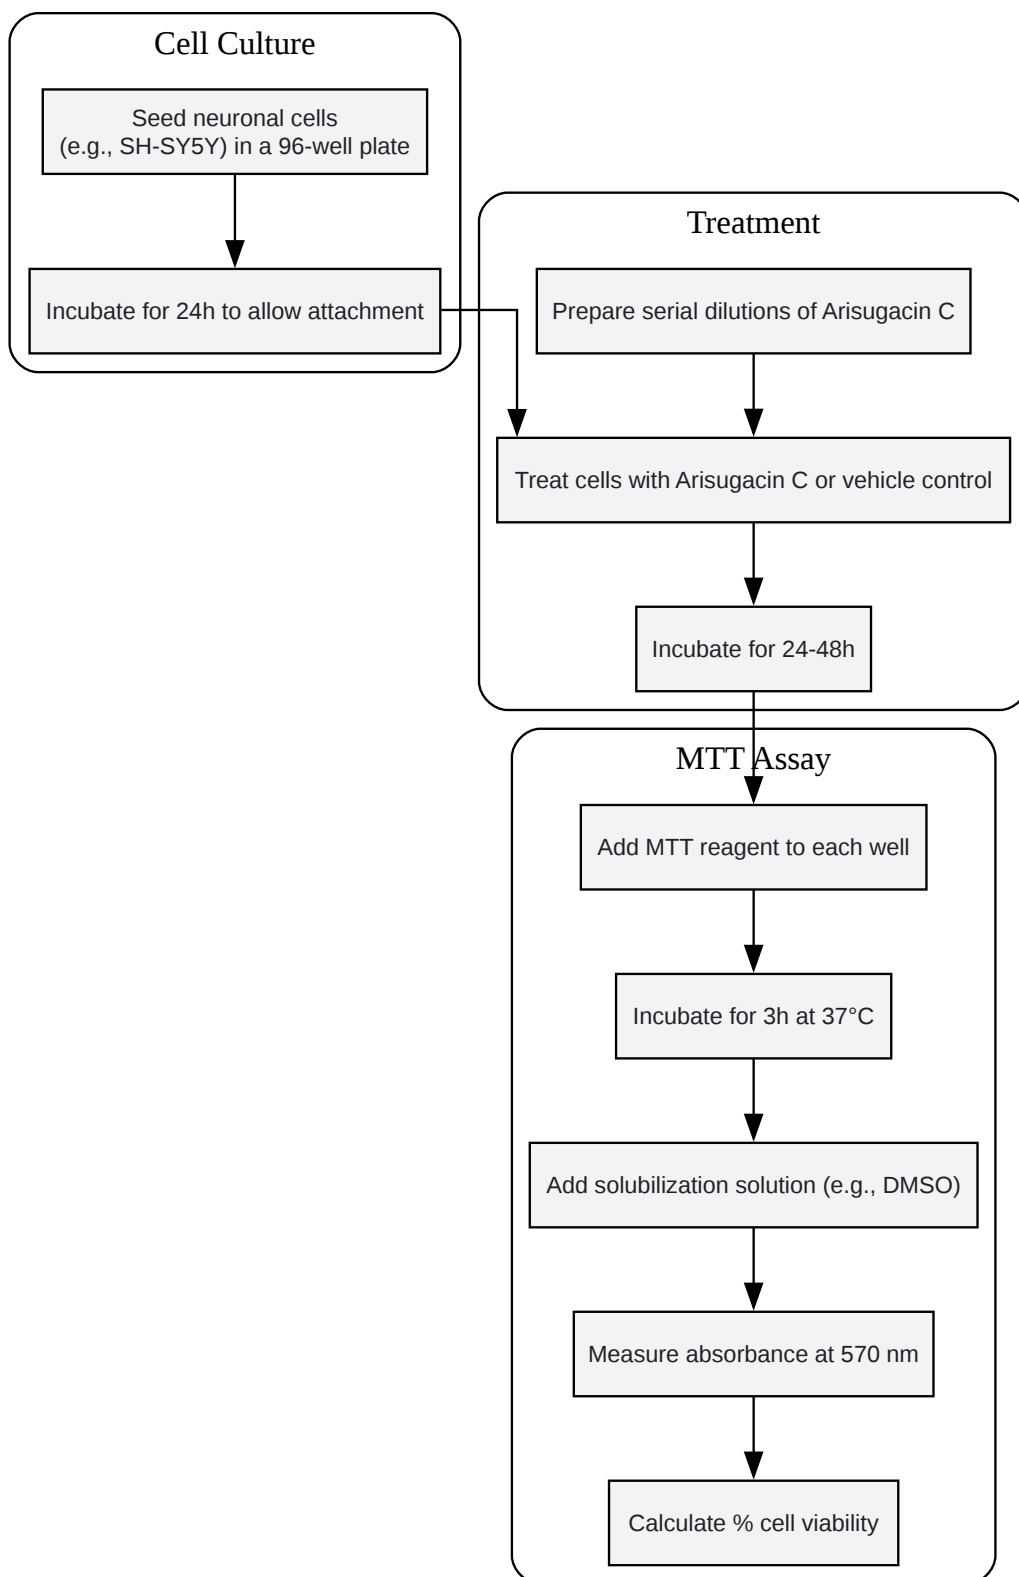 Cell Culture
Seed neuronal cells
(e.g., SH-SY5Y) in a 96-well plate
Incubate for 24h to allow attachment
Treatment
Prepare serial dilutions of Arisugacin C
Treat cells with Arisugacin C or vehicle control
Incubate for 24-48h
MTT Assay
Add MTT reagent to each well
Incubate for 3h at 37°C
Add solubilization solution (e.g., DMSO)
Measure absorbance at 570 nm
Calculate % cell viability